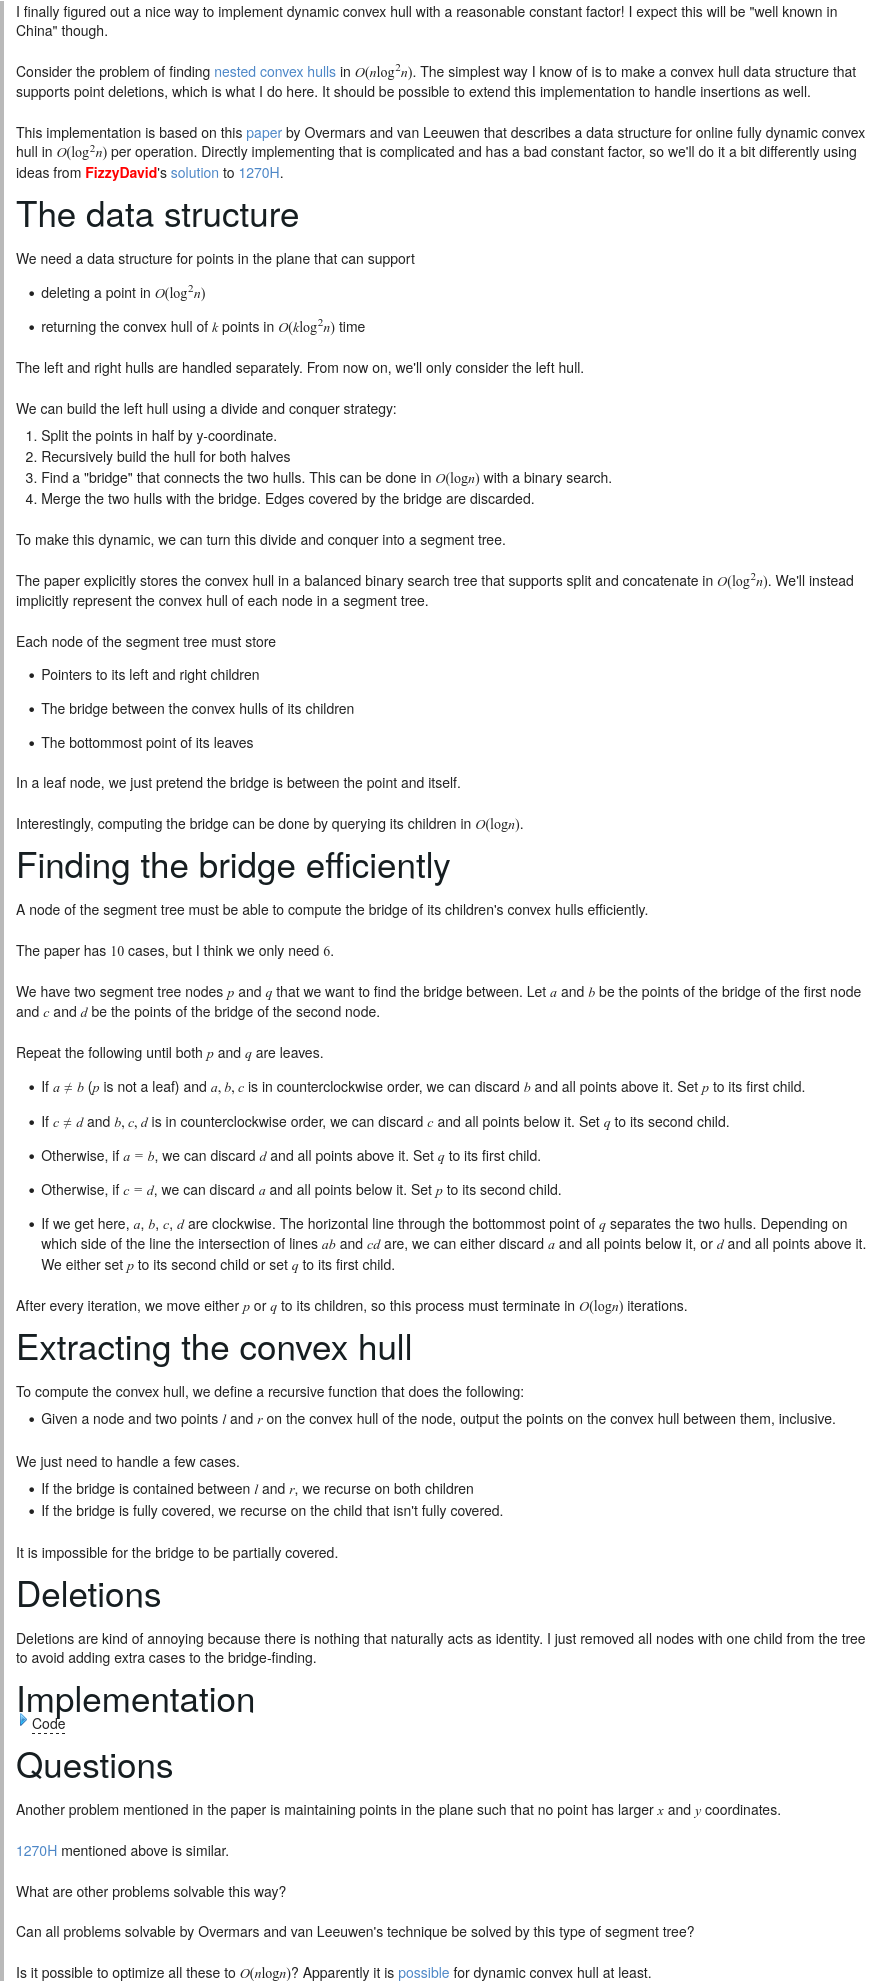 I finally figured out a nice way to implement dynamic convex hull with a reasonable constant factor! I expect this will be "well known in
China" though.
Consider the problem of finding nested convex hulls in O(nlog²n). The simplest way I know of is to make a convex hull data structure that
supports point deletions, which is what I do here. It should be possible to extend this implementation to handle insertions as well.
This implementation is based on this paper by Overmars and van Leeuwen that describes a data structure for online fully dynamic convex
hull in O(log²n) per operation. Directly implementing that is complicated and has a bad constant factor, so we'll do it a bit differently using
ideas from FizzyDavid's solution to 1270H.
The data structure
We need a data structure for points in the plane that can support
• deleting a point in O(log²n)
• returning the convex hull of k points in O(klog²n) time
The left and right hulls are handled separately. From now on, we'll only consider the left hull.
We can build the left hull using a divide and conquer strategy:
1. Split the points in half by y-coordinate.
2. Recursively build the hull for both halves
3. Find a "bridge" that connects the two hulls. This can be done in O(logn) with a binary search.
4. Merge the two hulls with the bridge. Edges covered by the bridge are discarded.
To make this dynamic, we can turn this divide and conquer into a segment tree.
The paper explicitly stores the convex hull in a balanced binary search tree that supports split and concatenate in O(log²n). We'll instead
implicitly represent the convex hull of each node in a segment tree.
Each node of the segment tree must store
• Pointers to its left and right children
• The bridge between the convex hulls of its children
• The bottommost point of its leaves
In a leaf node, we just pretend the bridge is between the point and itself.
Interestingly, computing the bridge can be done by querying its children in O(logn).
Finding the bridge efficiently
A node of the segment tree must be able to compute the bridge of its children's convex hulls efficiently.
The paper has 10 cases, but I think we only need 6.
We have two segment tree nodes p and q that we want to find the bridge between. Let a and b be the points of the bridge of the first node
and c and d be the points of the bridge of the second node.
Repeat the following until both p and q are leaves.
• If a ≠ b (p is not a leaf) and a, b, c is in counterclockwise order, we can discard b and all points above it. Set p to its first child.
• If c ≠ d and b, c, d is in counterclockwise order, we can discard c and all points below it. Set q to its second child.
• Otherwise, if a = b, we can discard d and all points above it. Set q to its first child.
• Otherwise, if c = d, we can discard a and all points below it. Set p to its second child.
• If we get here, a, b, c, d are clockwise. The horizontal line through the bottommost point of q separates the two hulls. Depending on
which side of the line the intersection of lines ab and cd are, we can either discard a and all points below it, or d and all points above it.
We either set p to its second child or set q to its first child.
After every iteration, we move either p or q to its children, so this process must terminate in O(logn) iterations.
Extracting the convex hull
To compute the convex hull, we define a recursive function that does the following:
• Given a node and two points l and r on the convex hull of the node, output the points on the convex hull between them, inclusive.
We just need to handle a few cases.
• If the bridge is contained between l and r, we recurse on both children
• If the bridge is fully covered, we recurse on the child that isn't fully covered.
It is impossible for the bridge to be partially covered.
Deletions
Deletions are kind of annoying because there is nothing that naturally acts as identity. I just removed all nodes with one child from the tree
to avoid adding extra cases to the bridge-finding.
Implementation
Code
Questions
Another problem mentioned in the paper is maintaining points in the plane such that no point has larger x and y coordinates.
1270H mentioned above is similar.
What are other problems solvable this way?
Can all problems solvable by Overmars and van Leeuwen's technique be solved by this type of segment tree?
Is it possible to optimize all these to O(nlogn)? Apparently it is possible for dynamic convex hull at least.